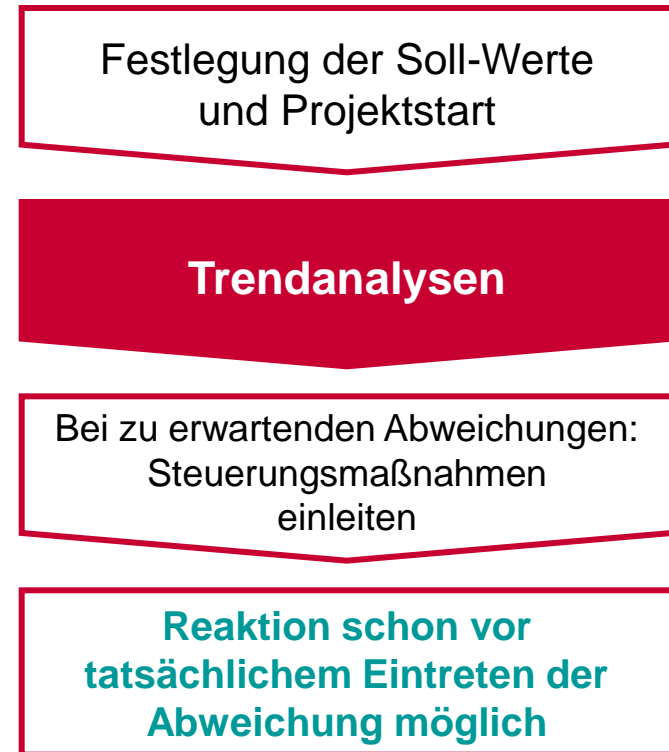 Festlegung der Soll-Werte
und Projektstart
Trendanalysen
Bei zu erwartenden Abweichungen:
Steuerungsmaßnahmen
einleiten
Reaktion schon vor
tatsächlichem Eintreten der
Abweichung möglich